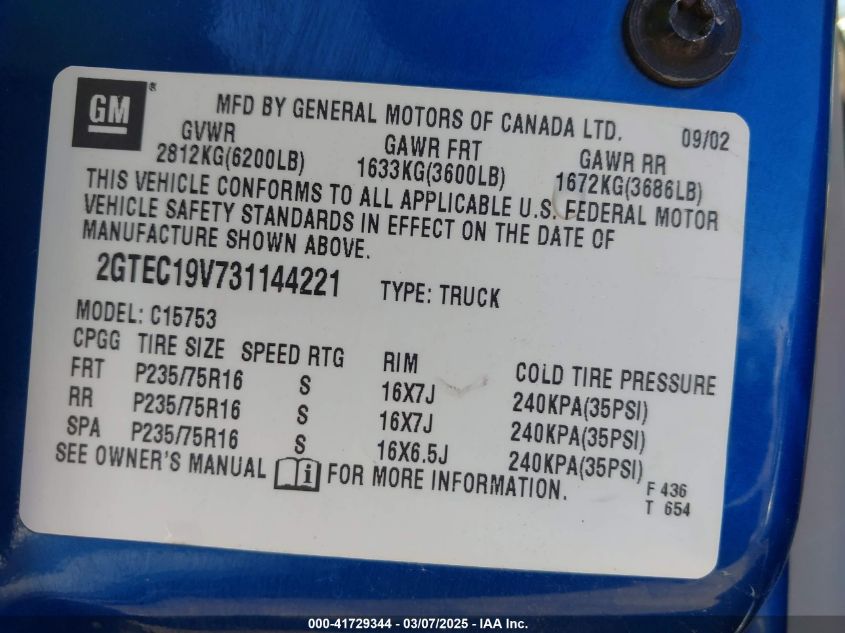 GM®
MFD BY GENERAL MOTORS OF CANADA LTD. 09/02
GVWR GAWR FRT GAWR RR
2812KG(6200LB) 1633KG(3600LB) 1672KG(3686LB)
THIS VEHICLE CONFORMS TO ALL APPLICABLE U.S. FEDERAL MOTOR
VEHICLE SAFETY STANDARDS IN EFFECT ON THE DATE OF
MANUFACTURE SHOWN ABOVE.
2GTEC19V731144221 TYPE: TRUCK
MODEL: C15753
CPGG TIRE SIZE SPEED RTG RIM COLD TIRE PRESSURE
FRT P235/75R16 S 16X7J 240KPA(35PSI)
RR P235/75R16 S 16X7J 240KPA(35PSI)
SPA P235/75R16 S 16X6.5J 240KPA(35PSI)
SEE OWNER'S MANUAL i FOR MORE INFORMATION.
F 436
T 654
000-41729344 - 03/07/2025 - IAA Inc.